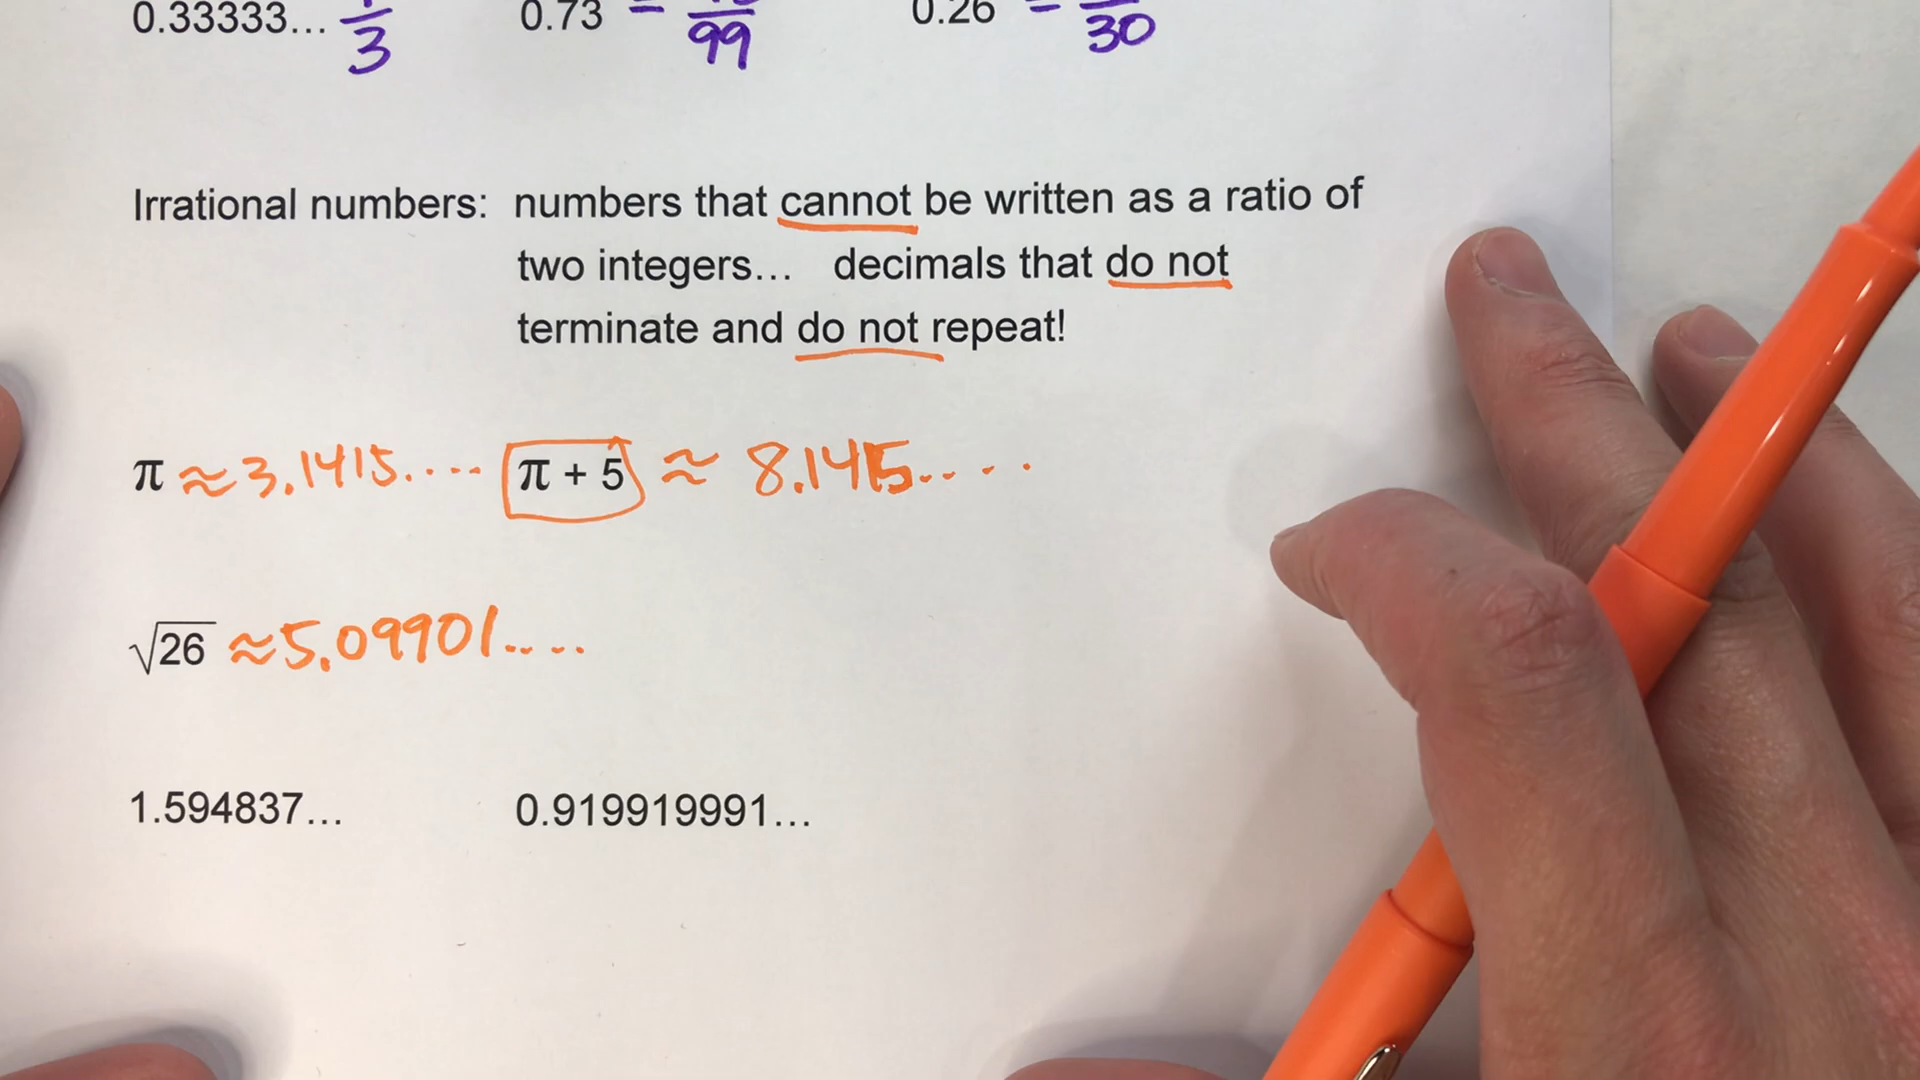 0.33333... 3 0.73 = 99 0.26 = 30
Irrational numbers: numbers that cannot be written as a ratio of
two integers... decimals that do not
terminate and do not repeat!
π ≈ 3.1415.... π + 5 ≈ 8.1415....
√26 ≈ 5.09901....
1.594837... 0.919919991...